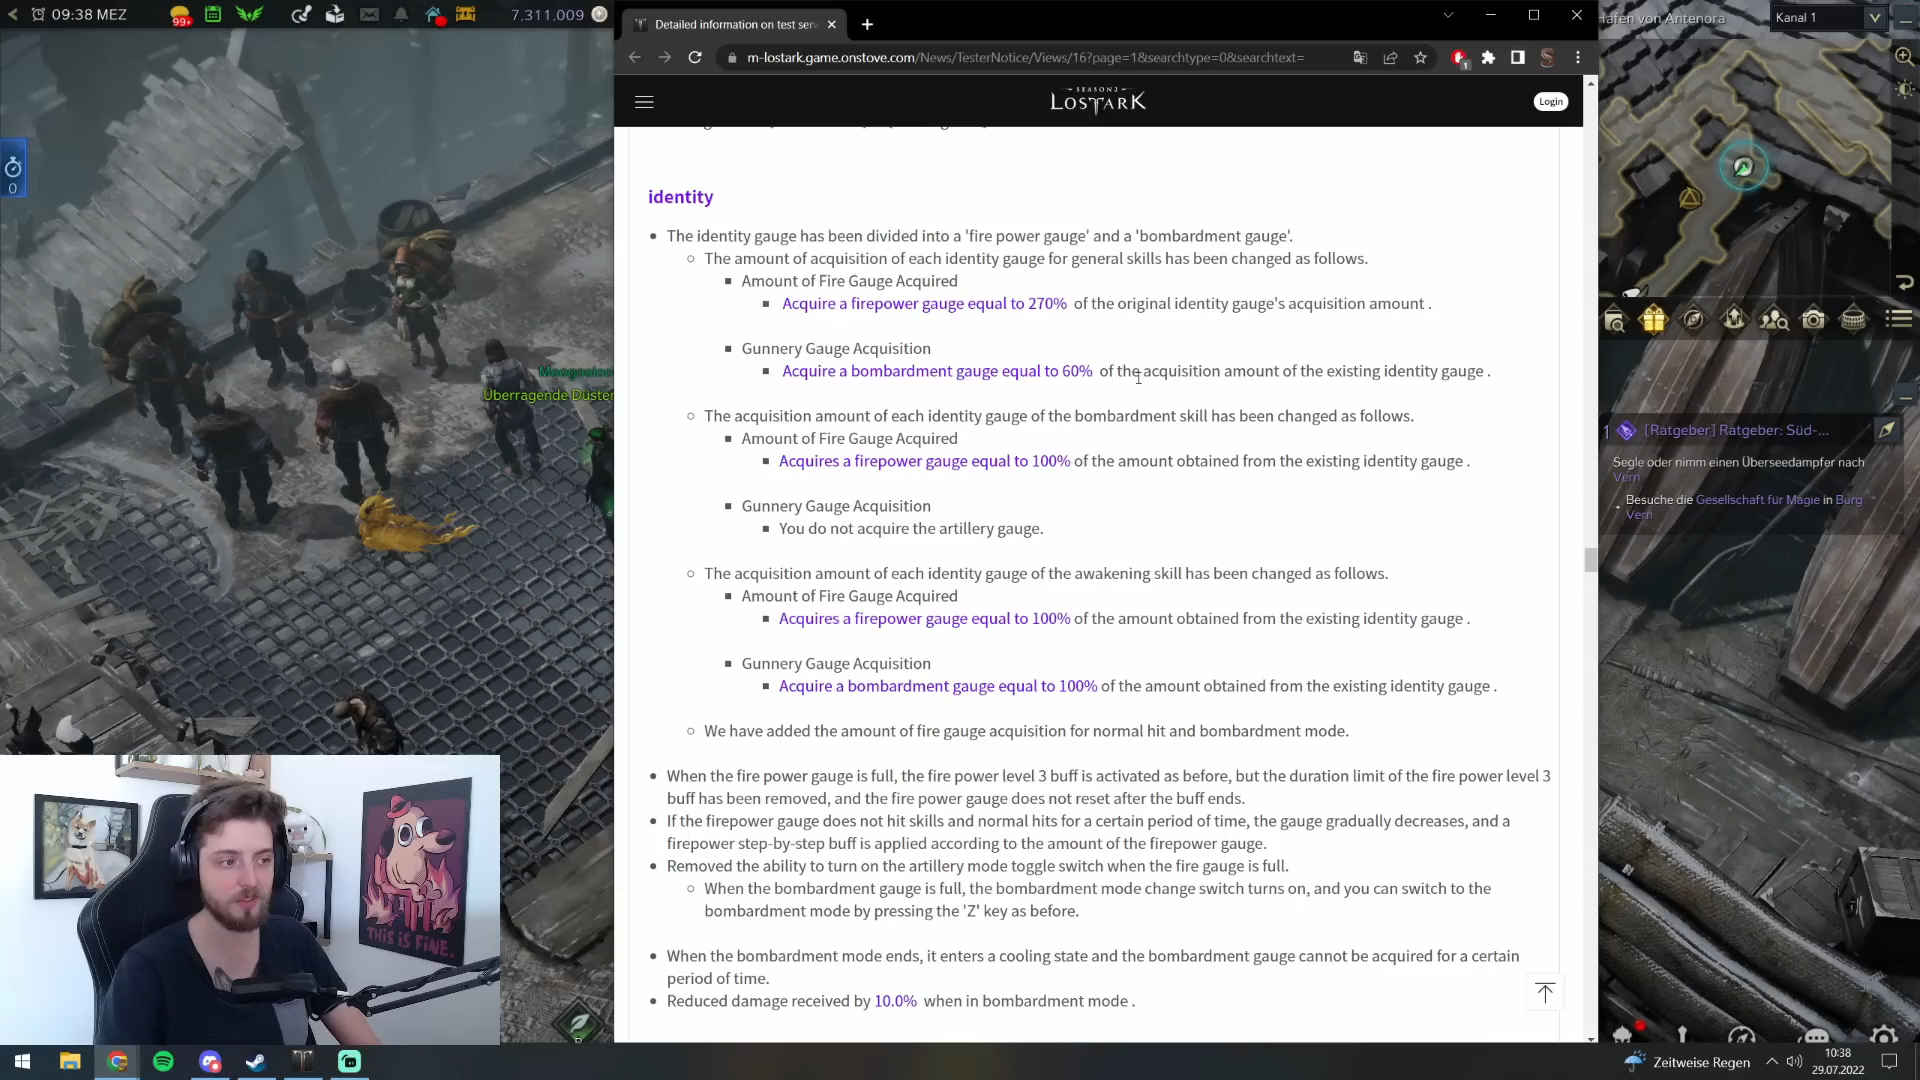 09:38 MEZ
99+
7,311,009
0
Überragende Düster
Detailed information on test serv
m-lostark.game.onstove.com/News/TesterNotice/Views/16?page=1&searchtype=0&searchtext=
1
SEASON2
LOSTARK
Login
identity
The identity gauge has been divided into a 'fire power gauge' and a 'bombardment gauge'.
The amount of acquisition of each identity gauge for general skills has been changed as follows.
Amount of Fire Gauge Acquired
Acquire a firepower gauge equal to 270% of the original identity gauge's acquisition amount .
Gunnery Gauge Acquisition
Acquire a bombardment gauge equal to 60% of the acquisition amount of the existing identity gauge .
The acquisition amount of each identity gauge of the bombardment skill has been changed as follows.
Amount of Fire Gauge Acquired
Acquires a firepower gauge equal to 100% of the amount obtained from the existing identity gauge .
Gunnery Gauge Acquisition
You do not acquire the artillery gauge.
The acquisition amount of each identity gauge of the awakening skill has been changed as follows.
Amount of Fire Gauge Acquired
Acquires a firepower gauge equal to 100% of the amount obtained from the existing identity gauge .
Gunnery Gauge Acquisition
Acquire a bombardment gauge equal to 100% of the amount obtained from the existing identity gauge .
We have added the amount of fire gauge acquisition for normal hit and bombardment mode.
When the fire power gauge is full, the fire power level 3 buff is activated as before, but the duration limit of the fire power level 3
buff has been removed, and the fire power gauge does not reset after the buff ends.
If the firepower gauge does not hit skills and normal hits for a certain period of time, the gauge gradually decreases, and a
firepower step-by-step buff is applied according to the amount of the firepower gauge.
Removed the ability to turn on the artillery mode toggle switch when the fire gauge is full.
When the bombardment gauge is full, the bombardment mode change switch turns on, and you can switch to the
bombardment mode by pressing the 'Z' key as before.
When the bombardment mode ends, it enters a cooling state and the bombardment gauge cannot be acquired for a certain
period of time.
Reduced damage received by 10.0% when in bombardment mode .
Hafen von Antenora
Kanal 1
1 [Ratgeber] Ratgeber: Süd-...
Segle oder nimm einen Überseedampfer nach
Vern
Besuche die Gesellschaft für Magie in Burg
Vern
THIS IS FINE.
B
Zeitweise Regen
10:38
29.07.2022